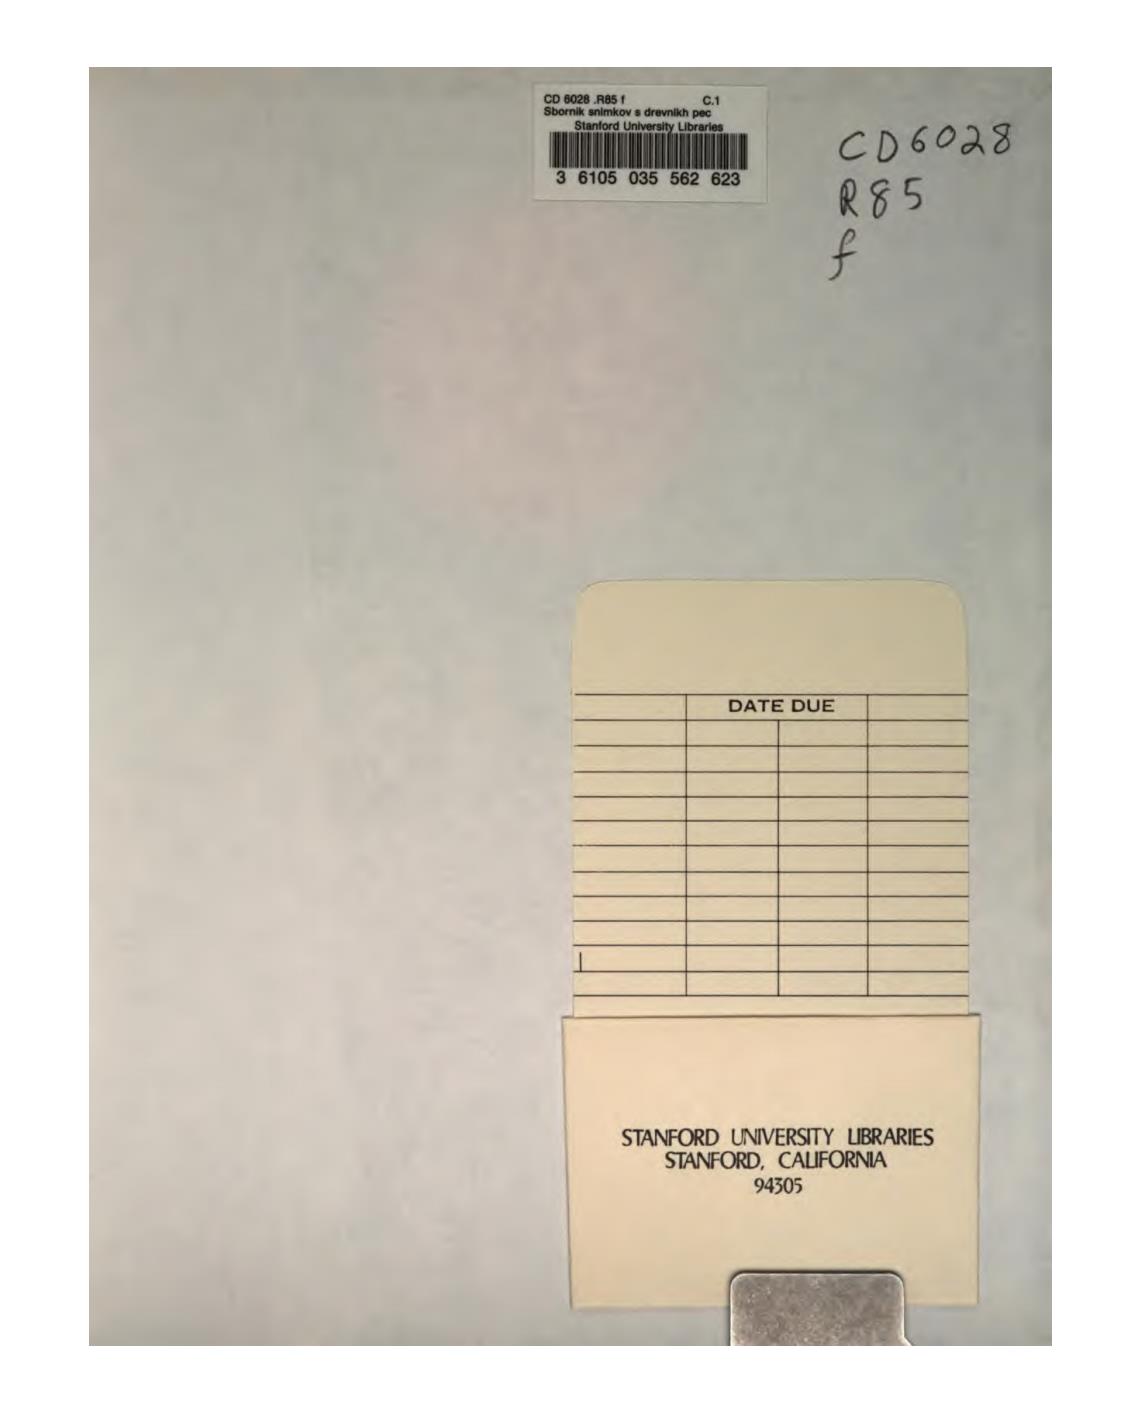 CD 6028 .R85 f C.1
Sbornik snimkov s drevnikh pec
Stanford University Libraries
3 6105 035 562 623
CD6028
R85
f
DATE DUE
STANFORD UNIVERSITY LIBRARIES
STANFORD, CALIFORNIA
94305